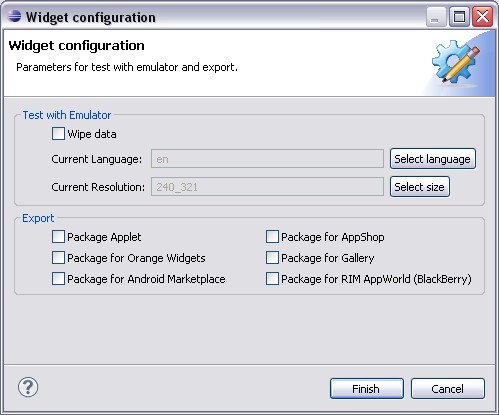 Widget configuration
Widget configuration
Parameters for test with emulator and export.
Test with Emulator
Wipe data
Current Language: en Select language
Current Resolution: 240_321 Select size
Export
Package Applet Package for AppShop
Package for Orange Widgets Package for Gallery
Package for Android Marketplace Package for RIM AppWorld (BlackBerry)
? Finish Cancel